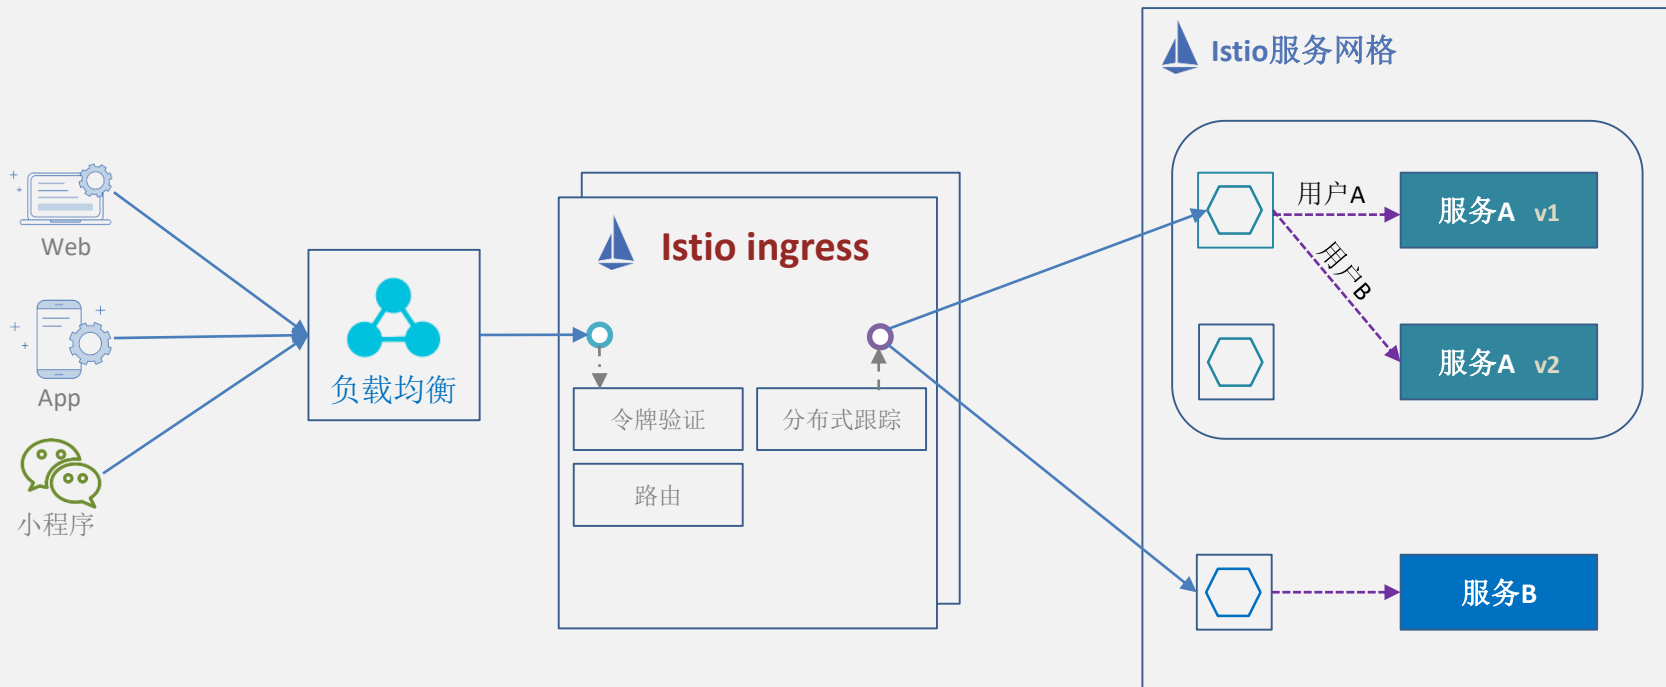 Istio服务网格
Web
App
小程序
负载均衡
Istio ingress
令牌验证
分布式跟踪
路由
用户A
服务A v1
用户B
服务A v2
服务B